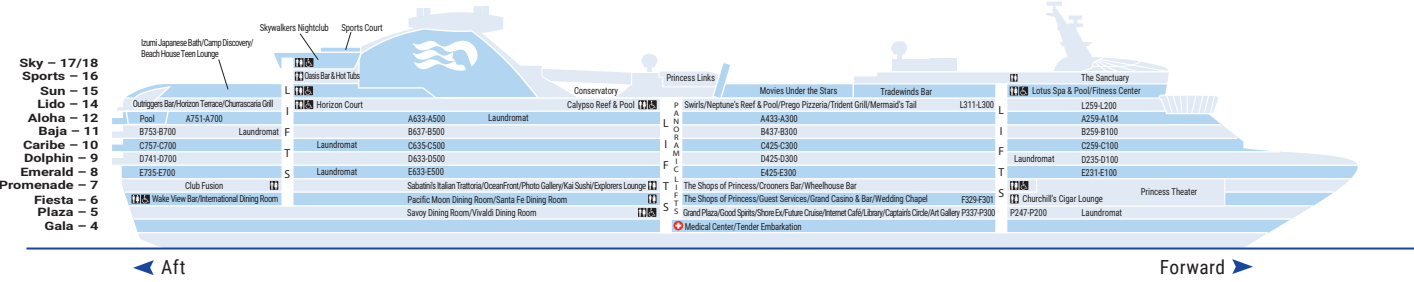 Skywalkers Nightclub
Sports Court
Izumi Japanese Bath/Camp Discovery/
Beach House Teen Lounge
Sky – 17/18
Sports – 16
Oasis Bar & Hot Tubs
Princess Links
The Sanctuary
Sun – 15
Conservatory
Movies Under the Stars
Tradewinds Bar
Lotus Spa & Pool/Fitness Center
Lido – 14
Outriggers Bar/Horizon Terrace/Churrascaria Grill
Horizon Court
Calypso Reef & Pool
Swirls/Neptune's Reef & Pool/Prego Pizzeria/Trident Grill/Mermaid's Tail
L311-L300
L259-L200
Aloha – 12
Pool
A751-A700
A633-A500
Laundromat
A433-A300
A259-A104
Baja – 11
B753-B700
Laundromat
B637-B500
B437-B300
B259-B100
Caribe – 10
C757-C700
Laundromat
C635-C500
C425-C300
C259-C100
Dolphin – 9
D741-D700
D633-D500
D425-D300
Laundromat
D235-D100
Emerald – 8
E735-E700
Laundromat
E633-E500
E425-E300
E231-E100
Promenade – 7
Club Fusion
Sabatini's Italian Trattoria/OceanFront/Photo Gallery/Kai Sushi/Explorers Lounge
The Shops of Princess/Crooners Bar/Wheelhouse Bar
Princess Theater
Fiesta – 6
Wake View Bar/International Dining Room
Pacific Moon Dining Room/Santa Fe Dining Room
The Shops of Princess/Guest Services/Grand Casino & Bar/Wedding Chapel
F329-F301
Churchill's Cigar Lounge
Plaza – 5
Savoy Dining Room/Vivaldi Dining Room
Grand Plaza/Good Spirits/Shore Ex/Future Cruise/Internet Café/Library/Captain's Circle/Art Gallery P337-P300
P247-P200
Laundromat
Gala – 4
Medical Center/Tender Embarkation
LIFTS
LIFTS
PANORAMIC LIFTS
LIFTS
Aft
Forward